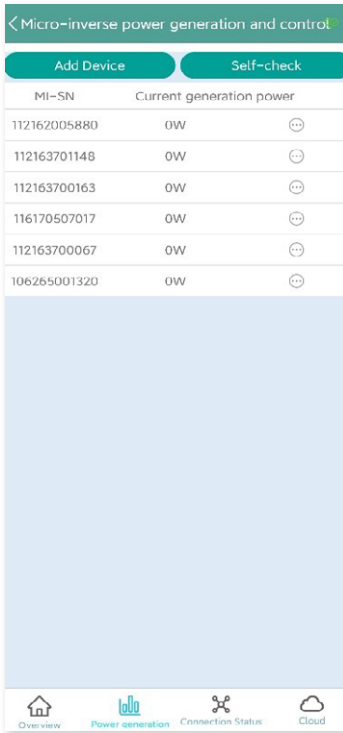 <Micro-inverse power generation and control
Add Device Self-check
MI-SN Current generation power
112162005880 0W
112163701148 0W
112163700163 0W
116170507017 0W
112163700067 0W
106265001320 0W
Overview Power generation Connection Status Cloud